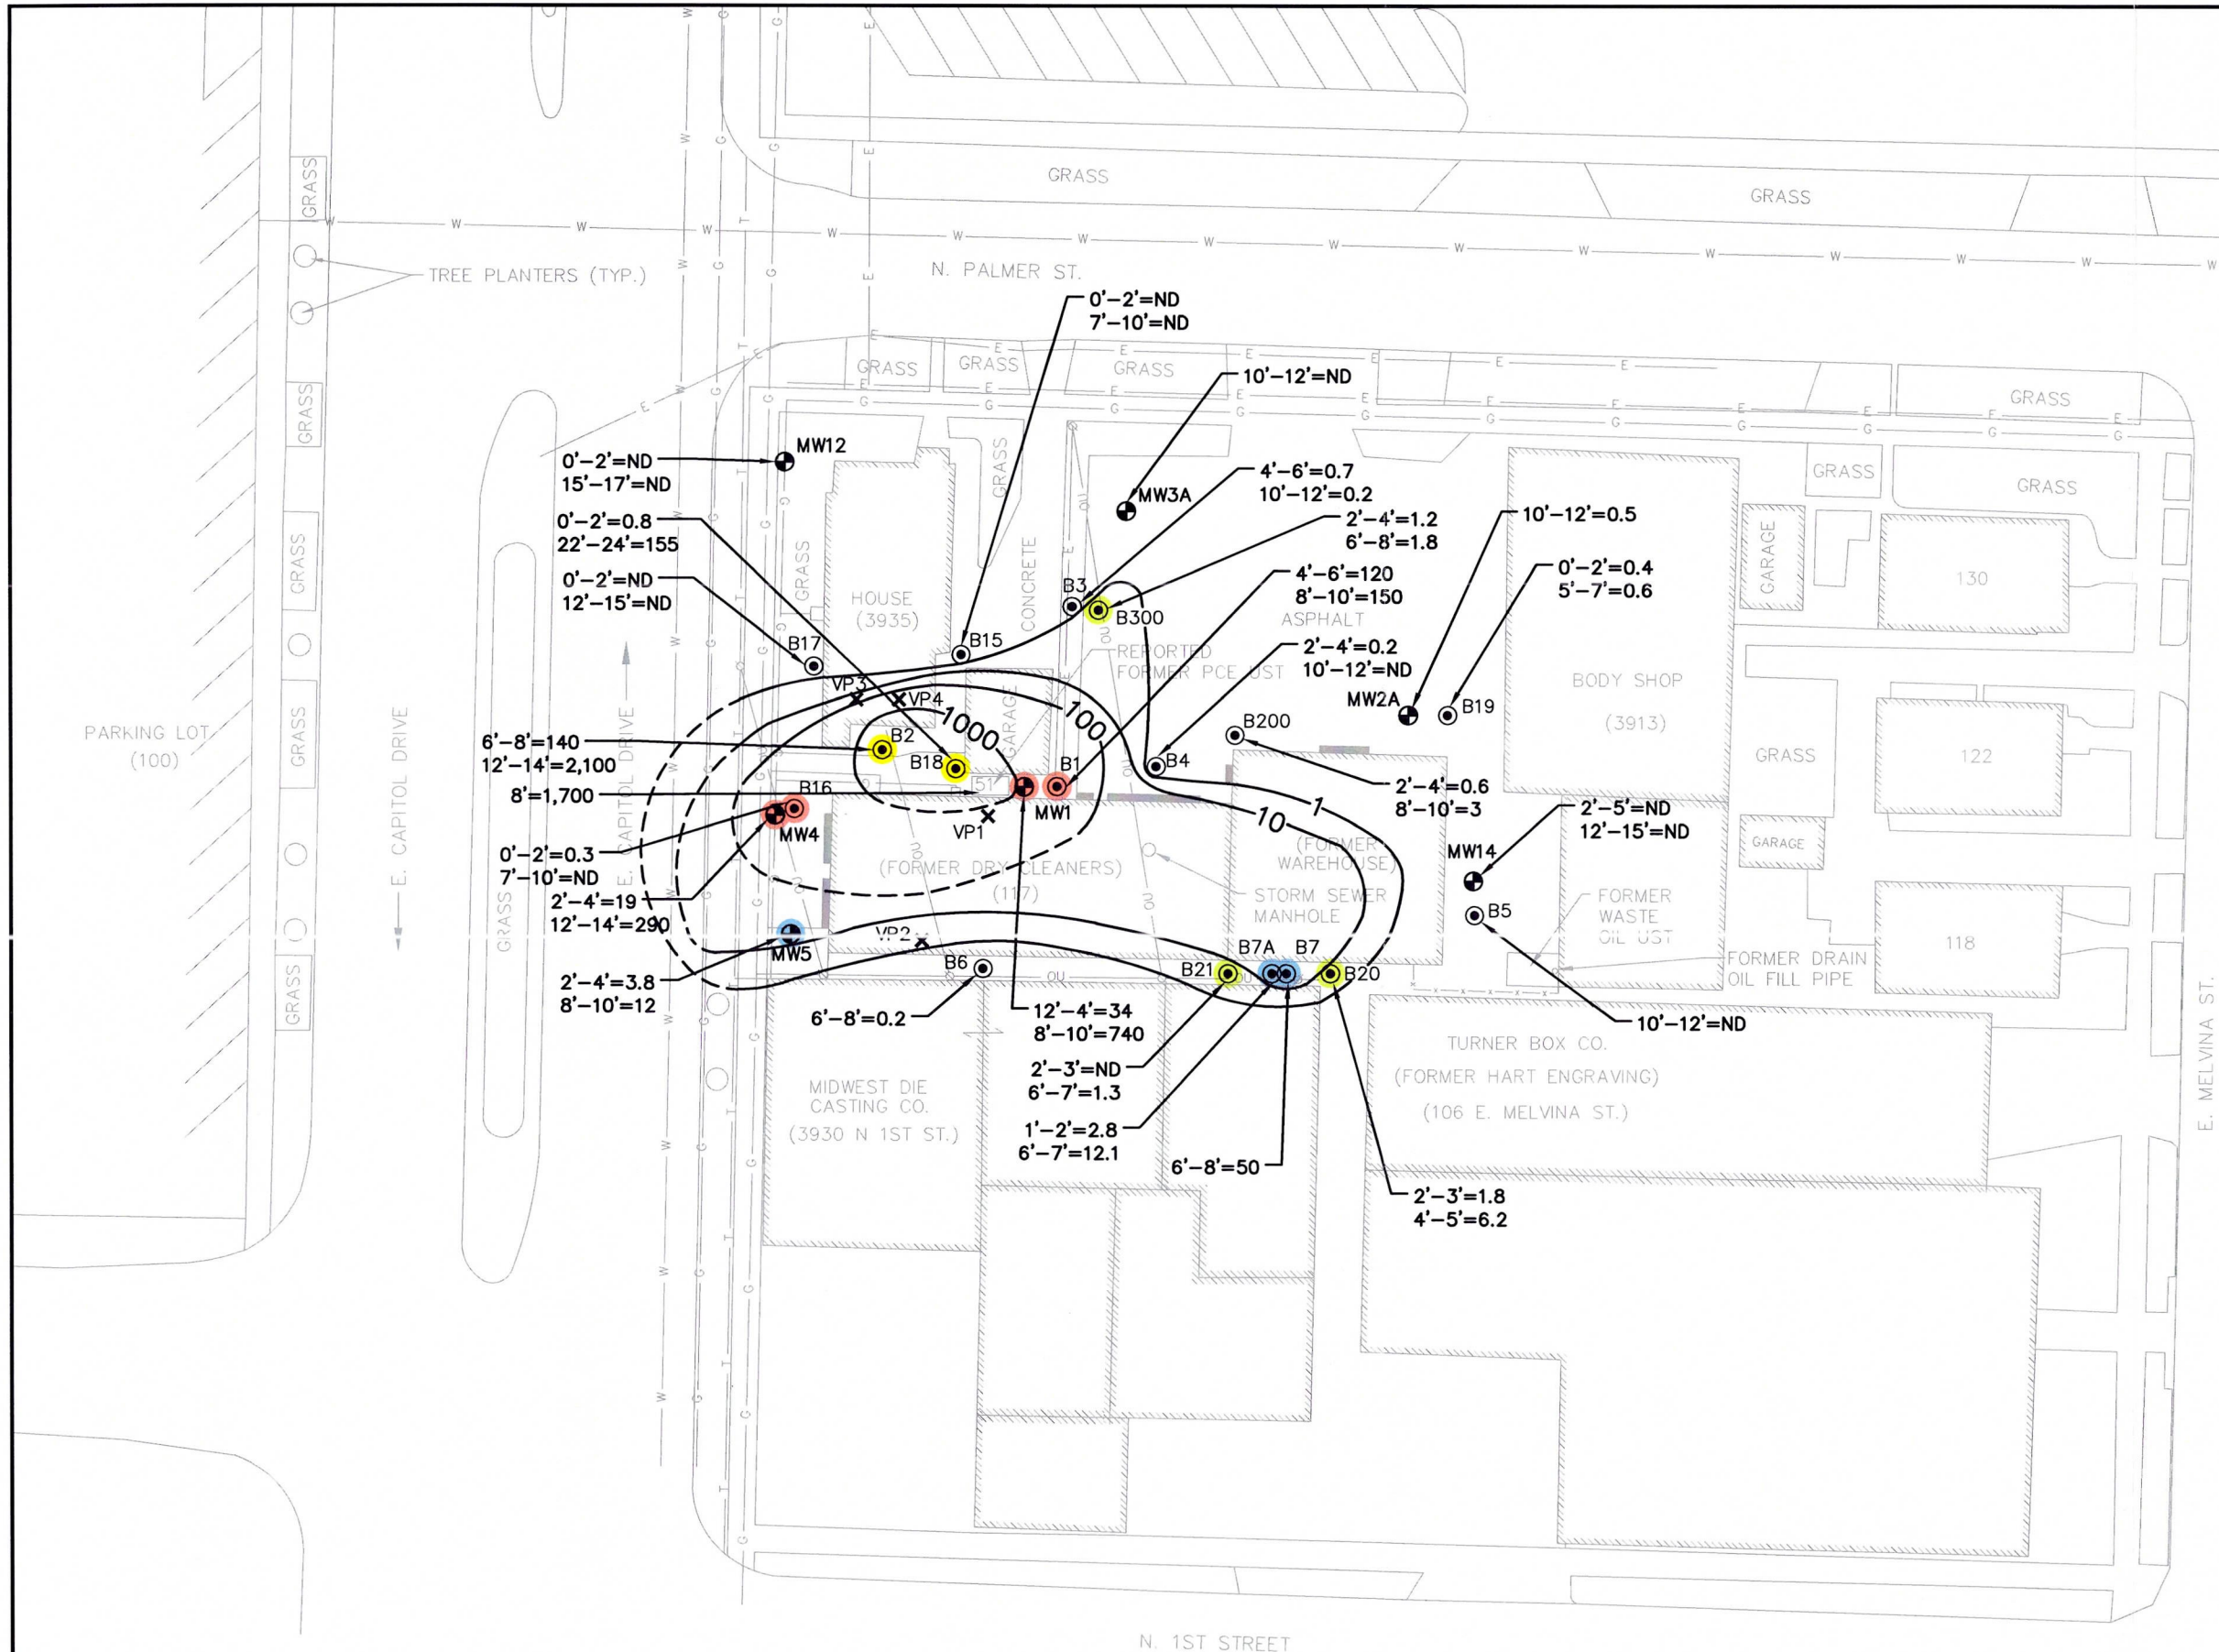 GRASS
GRASS
GRASS
TREE PLANTERS (TYP.)
N. PALMER ST.
0'-2'=ND
7'-10'=ND
GRASS
GRASS
GRASS
GRASS
GRASS
10'-12'=ND
MW12
0'-2'=ND
15'-17'=ND
GRASS
MW3A
4'-6'=0.7
10'-12'=0.2
GRASS
GRASS
0'-2'=0.8
22'-24'=155
2'-4'=1.2
6'-8'=1.8
10'-12'=0.5
GRASS
GRASS
CONCRETE
GARAGE
0'-2'=ND
12'-15'=ND
HOUSE
(3935)
B3
B300
4'-6'=120
8'-10'=150
ASPHALT
0'-2'=0.4
5'-7'=0.6
130
B17
B15
REPORTED
FORMER PCE UST
2'-4'=0.2
10'-12'=ND
BODY SHOP
(3913)
VP3
VP4
1000
100
GARAGE
MW2A
B19
PARKING LOT
(100)
GRASS
E. CAPITOL DRIVE
E. CAPITOL DRIVE
B200
6'-8'=140
12'-14'=2,100
B2
B18
B1
B4
GRASS
122
8'=1,700
51
B16
MW4
VP1
MW1
2'-4'=0.6
8'-10'=3
1
10
2'-5'=ND
12'-15'=ND
(FORMER
WAREHOUSE)
MW14
GARAGE
0'-2'=0.3
7'-10'=ND
2'-4'=19
12'-14'=290
(FORMER DRY CLEANERS)
(117)
STORM SEWER
MANHOLE
FORMER
WASTE
OIL UST
B5
GRASS
MW5
VP2
B6
B21
B7A
B7
B20
118
FORMER DRAIN
OIL FILL PIPE
2'-4'=3.8
8'-10'=12
GRASS
6'-8'=0.2
12'-4'=34
8'-10'=740
10'-12'=ND
2'-3'=ND
6'-7'=1.3
TURNER BOX CO.
(FORMER HART ENGRAVING)
(106 E. MELVINA ST.)
E. MELVINA ST.
MIDWEST DIE
CASTING CO.
(3930 N 1ST ST.)
1'-2'=2.8
6'-7'=12.1
6'-8'=50
2'-3'=1.8
4'-5'=6.2
N. 1ST STREET